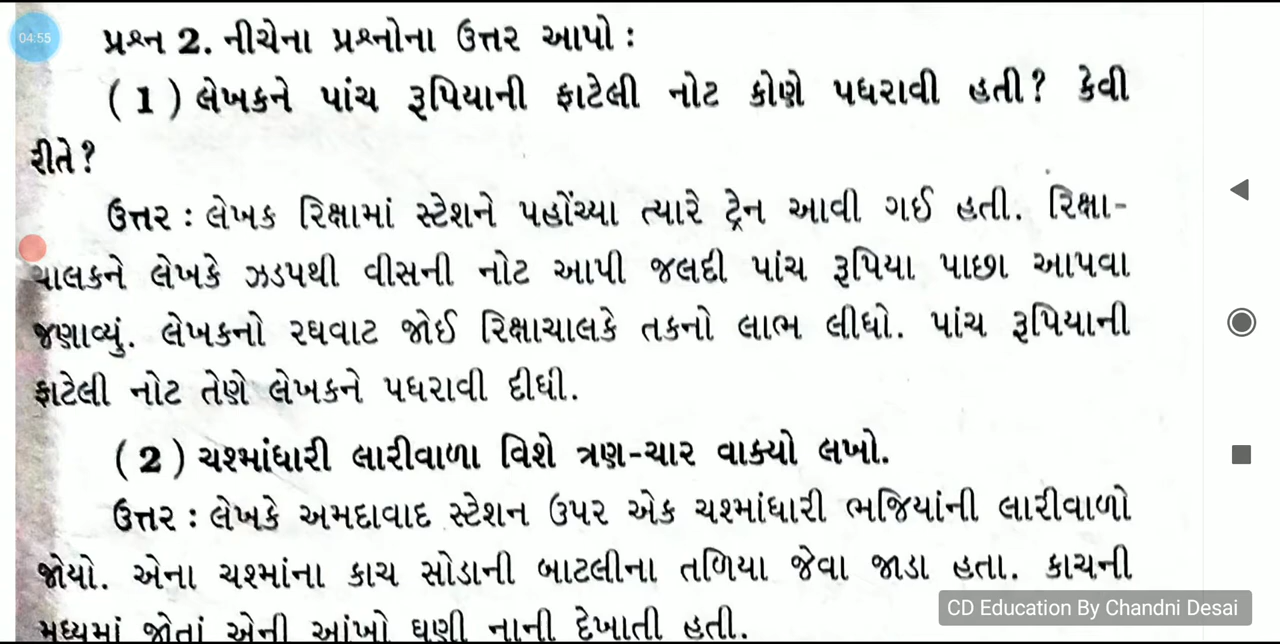 04:55
પ્રશ્ન 2. નીચેના પ્રશ્નોના ઉત્તર આપો :
( 1 ) લેખકને પાંચ રૂપિયાની ફાટેલી નોટ કોણે પધરાવી હતી? કેવી
રીતે?
ઉત્તર : લેખક રિક્ષામાં સ્ટેશને પહોંચ્યા ત્યારે ટ્રેન આવી ગઈ હતી. રિક્ષા-
ચાલકને લેખકે ઝડપથી વીસની નોટ આપી જલદી પાંચ રૂપિયા પાછા આપવા
જણાવ્યું. લેખકનો રઘવાટ જોઈ રિક્ષાચાલકે તકનો લાભ લીધો. પાંચ રૂપિયાની
ફાટેલી નોટ તેણે લેખકને પધરાવી દીધી.
( 2 ) ચશ્માંધારી લારીવાળા વિશે ત્રણ-ચાર વાક્યો લખો.
ઉત્તર : લેખકે અમદાવાદ સ્ટેશન ઉપર એક ચશ્માંધારી ભજિયાંની લારીવાળો
જોયો. એના ચશ્માંના કાચ સોડાની બાટલીના તળિયા જેવા જાડા હતા. કાચની
મધ્યમાં જોતાં એની આંખો ઘણી નાની દેખાતી હતી.
CD Education By Chandni Desai